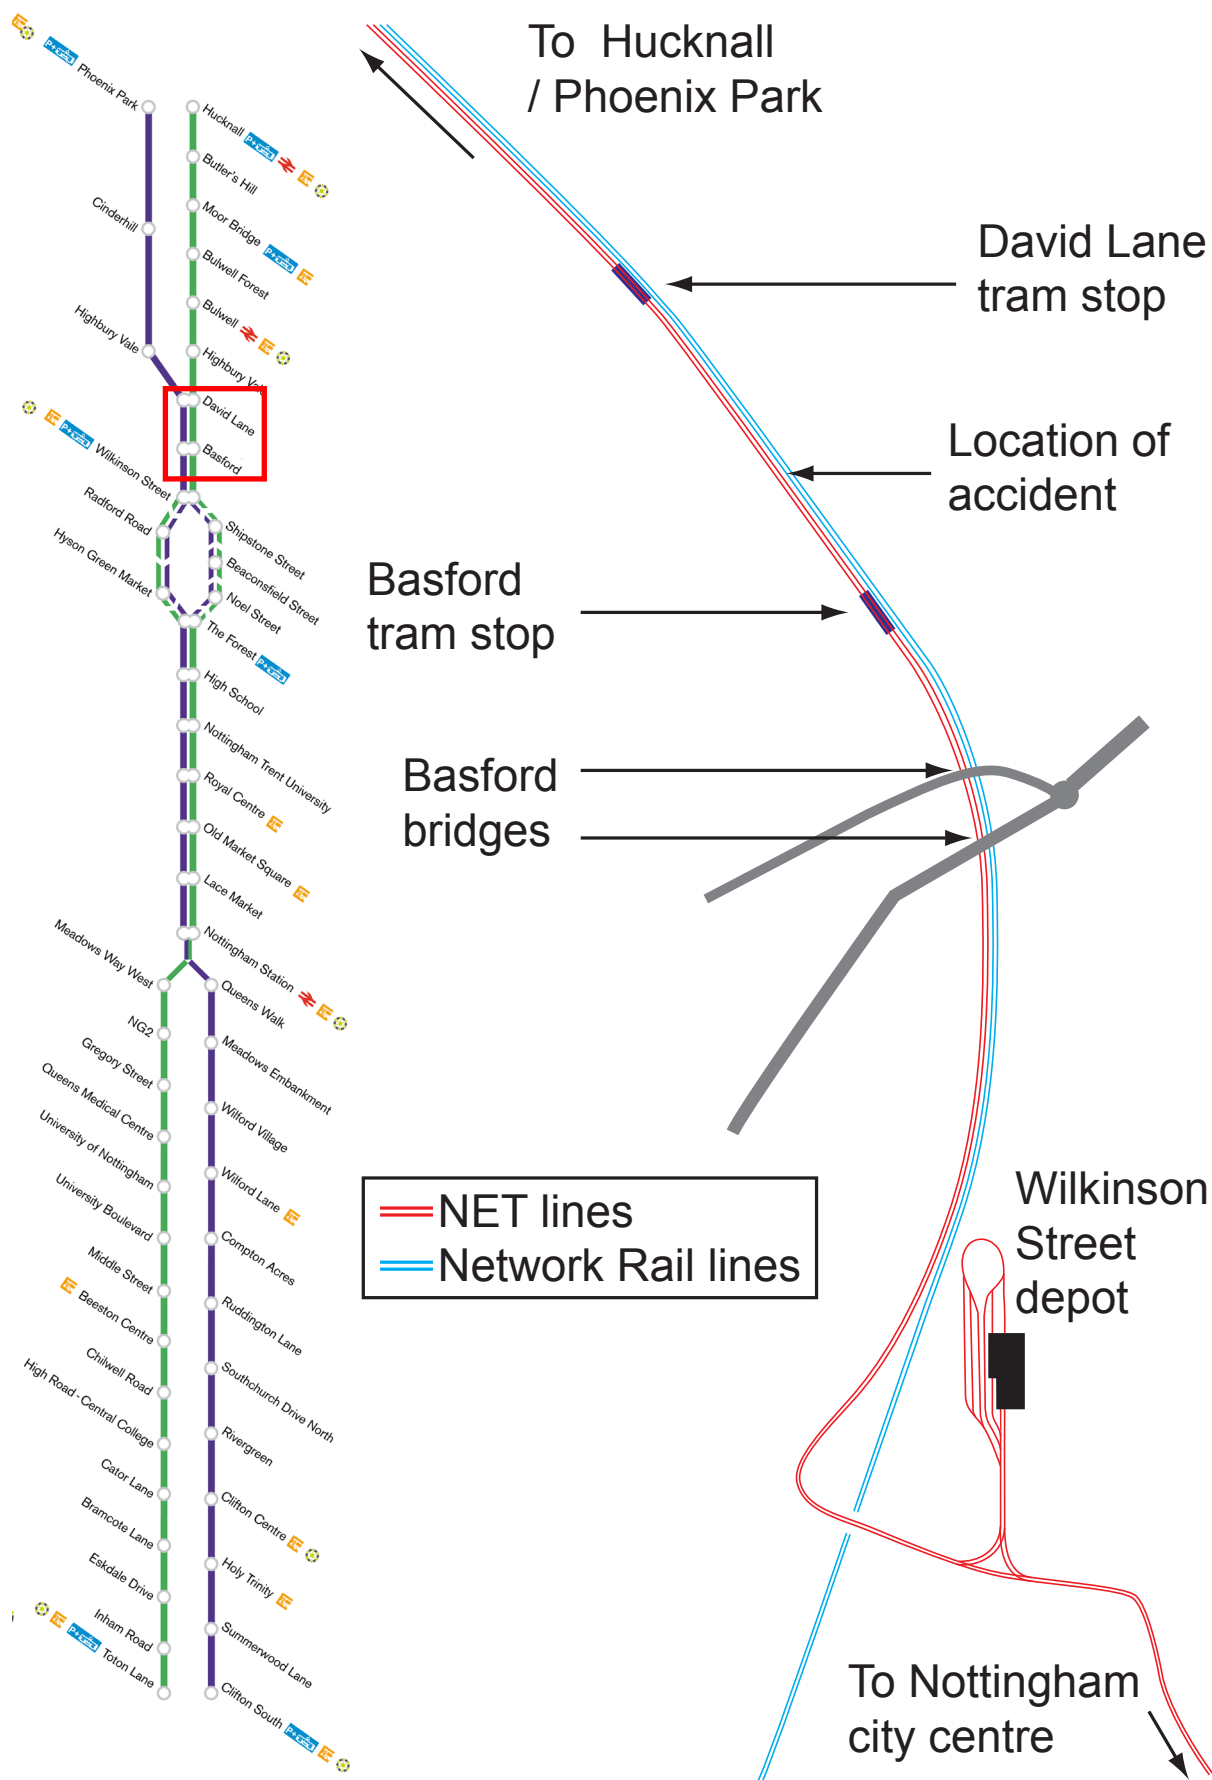 Phoenix Park
Hucknall
Butler's Hill
Moor Bridge
Cinderhill
Bulwell Forest
Bulwell
Highbury Vale
Highbury Vale
David Lane
Basford
Wilkinson Street
Radford Road
Hyson Green Market
Shipstone Street
Beaconsfield Street
Noel Street
The Forest
High School
Nottingham Trent University
Royal Centre
Old Market Square
Lace Market
Nottingham Station
Meadows Way West
NG2
Gregory Street
Queens Medical Centre
University of Nottingham
University Boulevard
Middle Street
Beeston Centre
Chilwell Road
High Road - Central College
Cator Lane
Bramcote Lane
Eskdale Drive
Inham Road
Toton Lane
Queens Walk
Meadows Embankment
Wilford Village
Wilford Lane
Compton Acres
Ruddington Lane
Southchurch Drive North
Rivergreen
Clifton Centre
Holy Trinity
Summerwood Lane
Clifton South
To Hucknall
/ Phoenix Park
David Lane
tram stop
Location of
accident
Basford
tram stop
Basford
bridges
NET lines
Network Rail lines
Wilkinson
Street
depot
To Nottingham
city centre